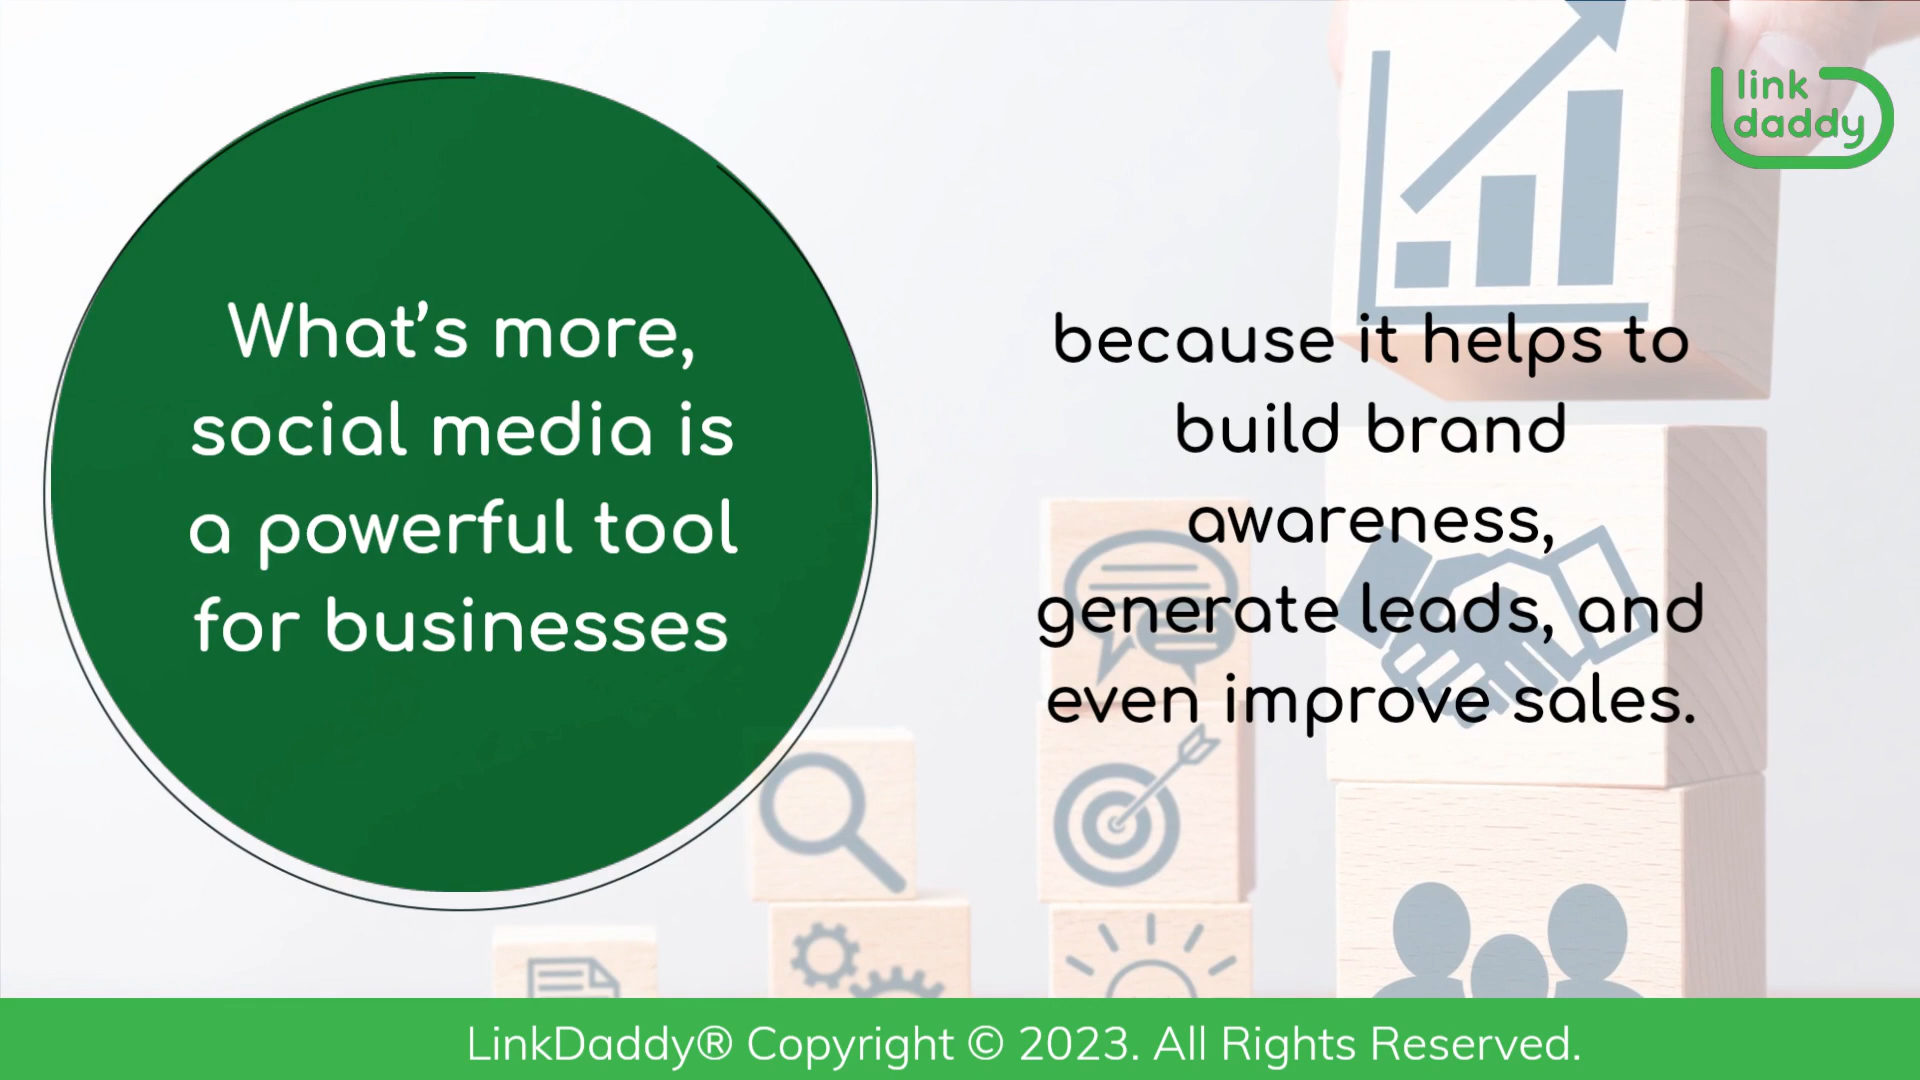 link
daddy
What's more,
social media is
a powerful tool
for businesses
because it helps to
build brand
awareness,
generate leads, and
even improve sales.
LinkDaddy® Copyright © 2023. All Rights Reserved.